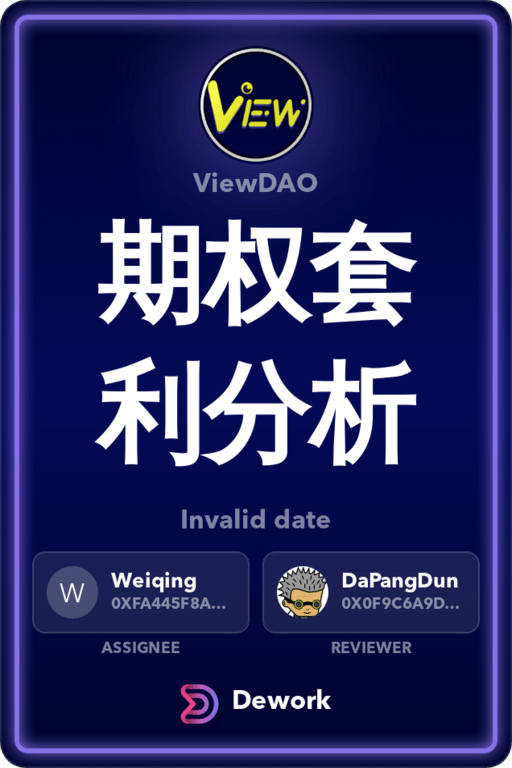 VIEW
ViewDAO
期权套
利分析
Invalid date
W
Weiqing
0XFA445F8A...
DaPangDun
0X0F9C6A9D...
ASSIGNEE
REVIEWER
Dework